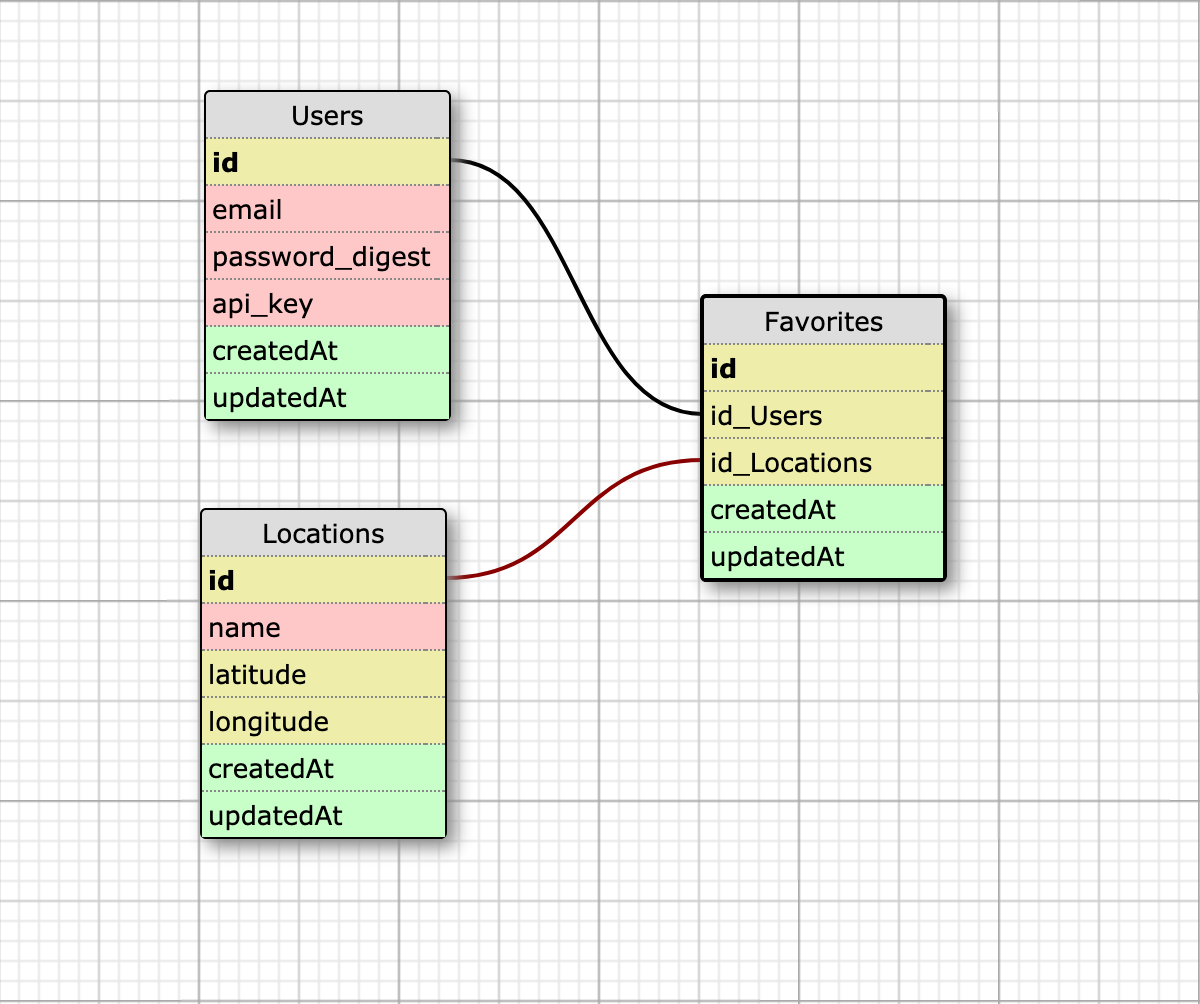 Users
id
email
password_digest
api_key
createdAt
updatedAt
Favorites
id
id_Users
id_Locations
createdAt
updatedAt
Locations
id
name
latitude
longitude
createdAt
updatedAt